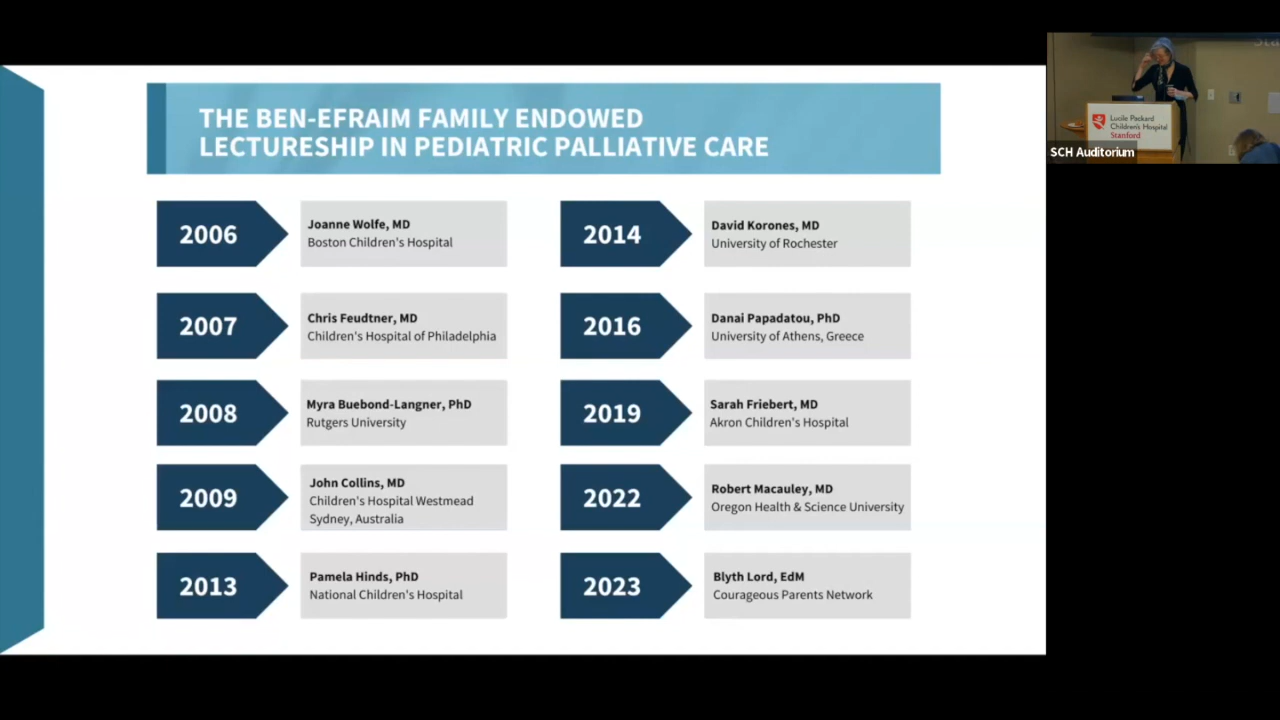 THE BEN-EFRAIM FAMILY ENDOWED
LECTURESHIP IN PEDIATRIC PALLIATIVE CARE
2006
Joanne Wolfe, MD
Boston Children's Hospital
2007
Chris Feudtner, MD
Children's Hospital of Philadelphia
2008
Myra Buebond-Langner, PhD
Rutgers University
2009
John Collins, MD
Children's Hospital Westmead
Sydney, Australia
2013
Pamela Hinds, PhD
National Children's Hospital
2014
David Korones, MD
University of Rochester
2016
Danai Papadatou, PhD
University of Athens, Greece
2019
Sarah Friebert, MD
Akron Children's Hospital
2022
Robert Macauley, MD
Oregon Health & Science University
2023
Blyth Lord, EdM
Courageous Parents Network
Lucile Packard
Children's Hospital
Stanford
SCH Auditorium